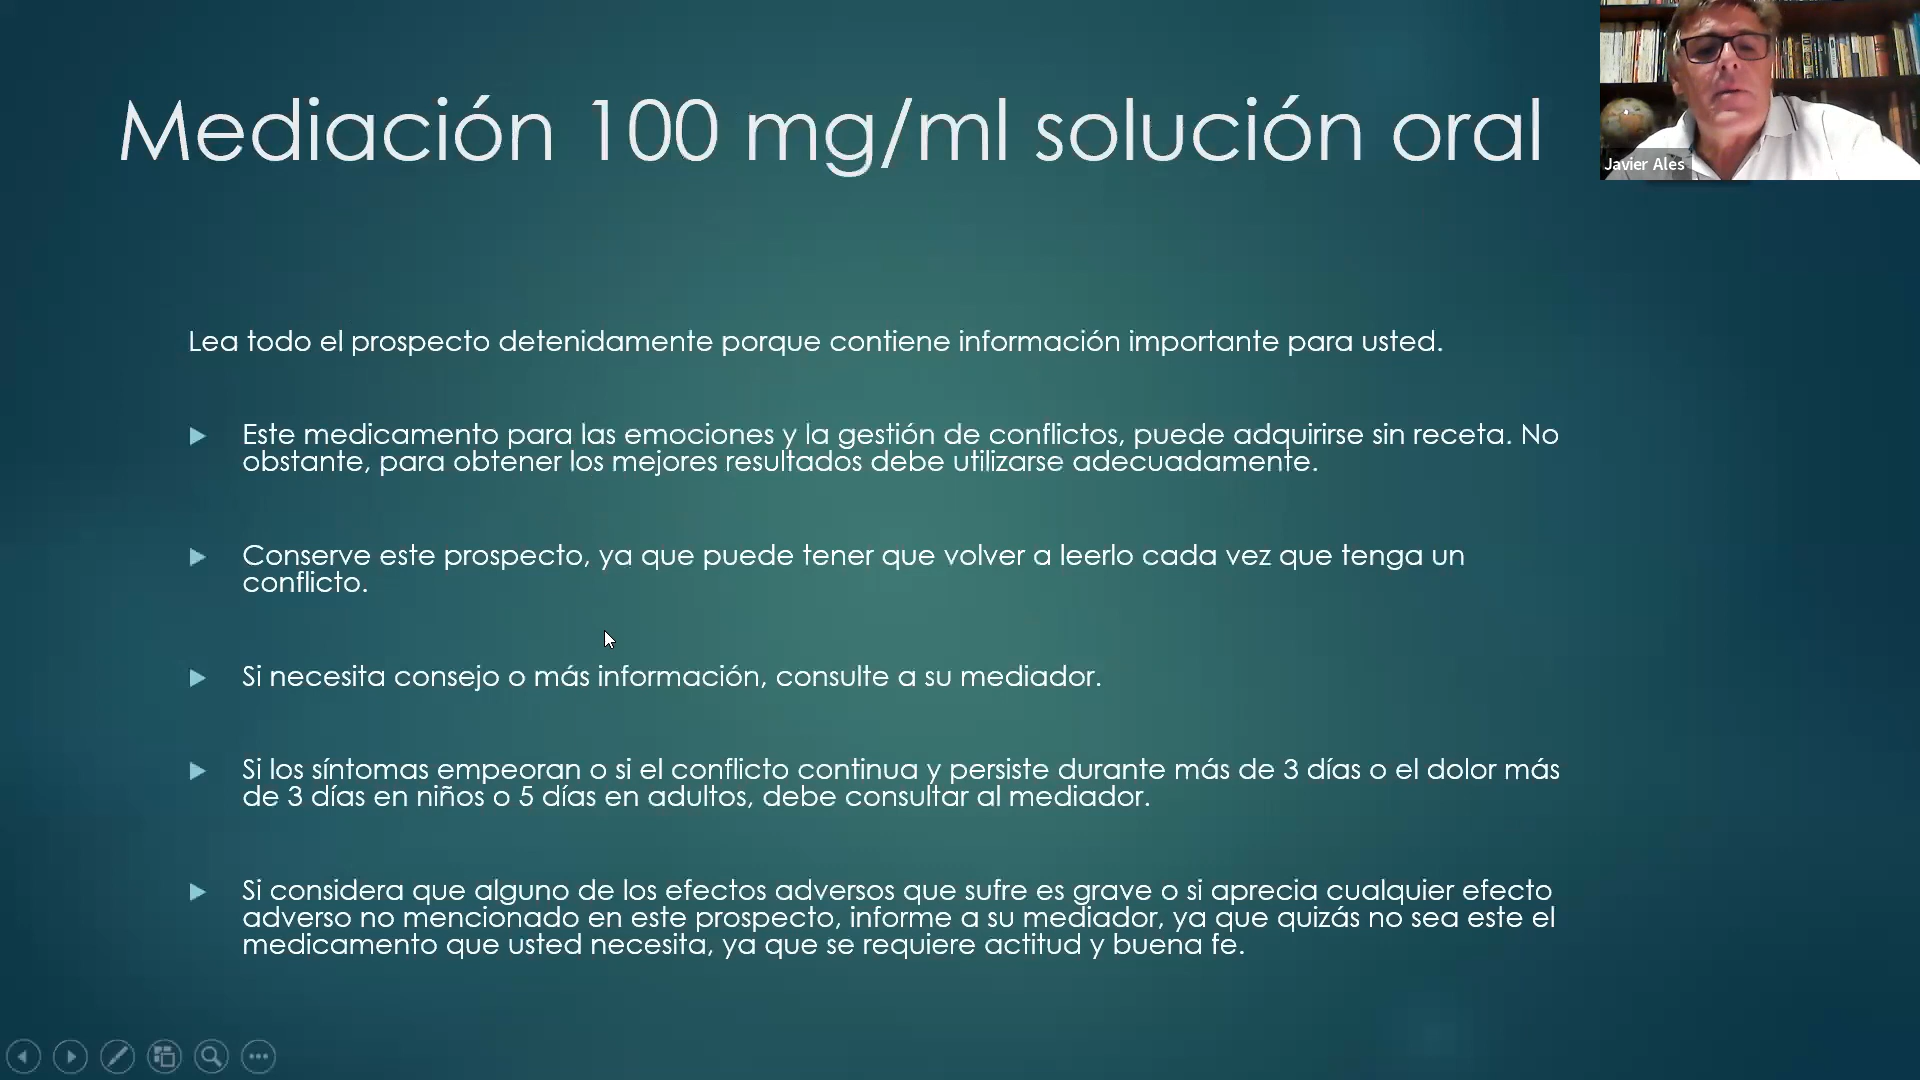 Mediación 100 mg/ml solución oral
Javier Ales
Lea todo el prospecto detenidamente porque contiene información importante para usted.
Este medicamento para las emociones y la gestión de conflictos, puede adquirirse sin receta. No
obstante, para obtener los mejores resultados debe utilizarse adecuadamente.
Conserve este prospecto, ya que puede tener que volver a leerlo cada vez que tenga un
conflicto.
Si necesita consejo o más información, consulte a su mediador.
Si los síntomas empeoran o si el conflicto continua y persiste durante más de 3 días o el dolor más
de 3 días en niños o 5 días en adultos, debe consultar al mediador.
Si considera que alguno de los efectos adversos que sufre es grave o si aprecia cualquier efecto
adverso no mencionado en este prospecto, informe a su mediador, ya que quizás no sea este el
medicamento que usted necesita, ya que se requiere actitud y buena fe.